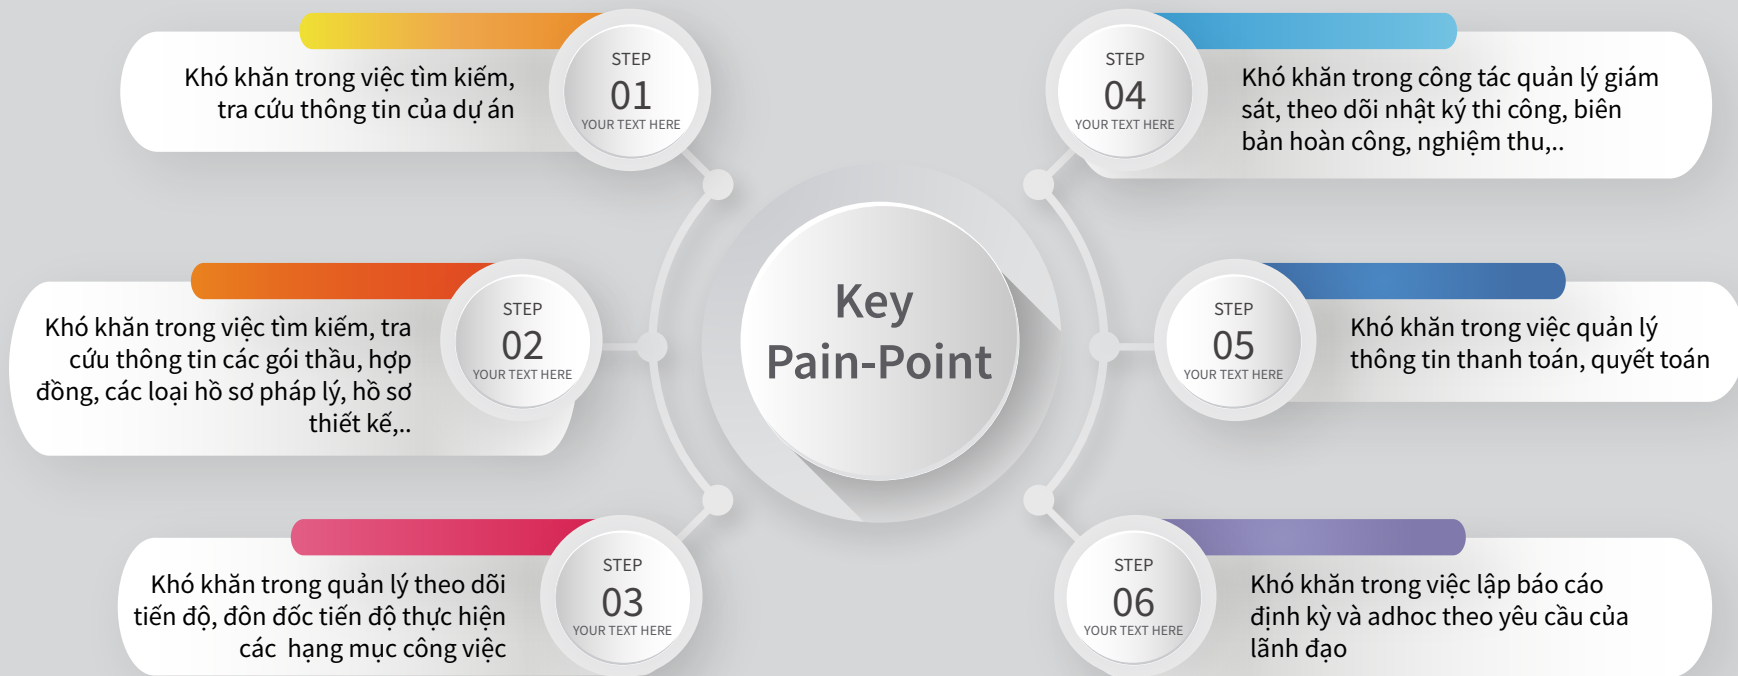 Khó khăn trong việc tìm kiếm,
tra cứu thông tin của dự án
STEP
01
YOUR TEXT HERE
Khó khăn trong việc tìm kiếm, tra
cứu thông tin các gói thầu, hợp
đồng, các loại hồ sơ pháp lý, hồ sơ
thiết kế,..
STEP
02
YOUR TEXT HERE
Khó khăn trong quản lý theo dõi
tiến độ, đôn đốc tiến độ thực hiện
các hạng mục công việc
STEP
03
YOUR TEXT HERE
Key
Pain-Point
STEP
04
YOUR TEXT HERE
Khó khăn trong công tác quản lý giám
sát, theo dõi nhật ký thi công, biên
bản hoàn công, nghiệm thu,..
STEP
05
YOUR TEXT HERE
Khó khăn trong việc quản lý
thông tin thanh toán, quyết toán
STEP
06
YOUR TEXT HERE
Khó khăn trong việc lập báo cáo
định kỳ và adhoc theo yêu cầu của
lãnh đạo